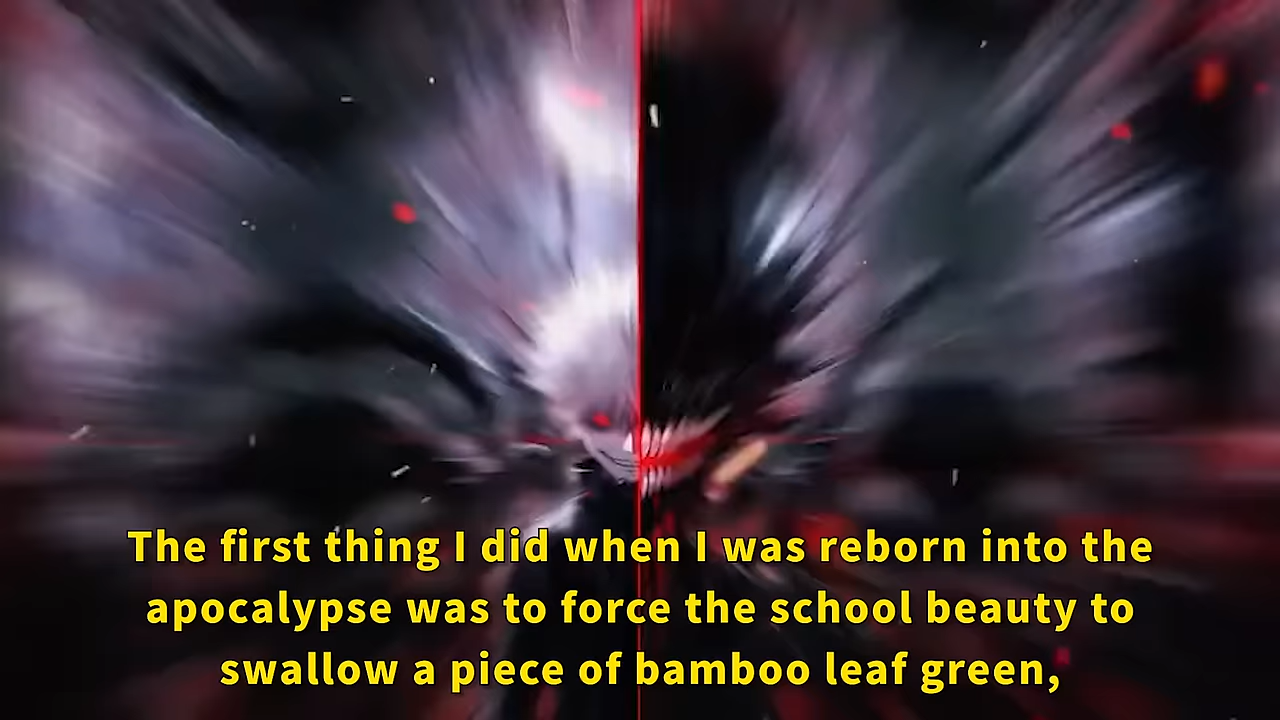 The first thing I did when I was reborn into the
apocalypse was to force the school beauty to
swallow a piece of bamboo leaf green,